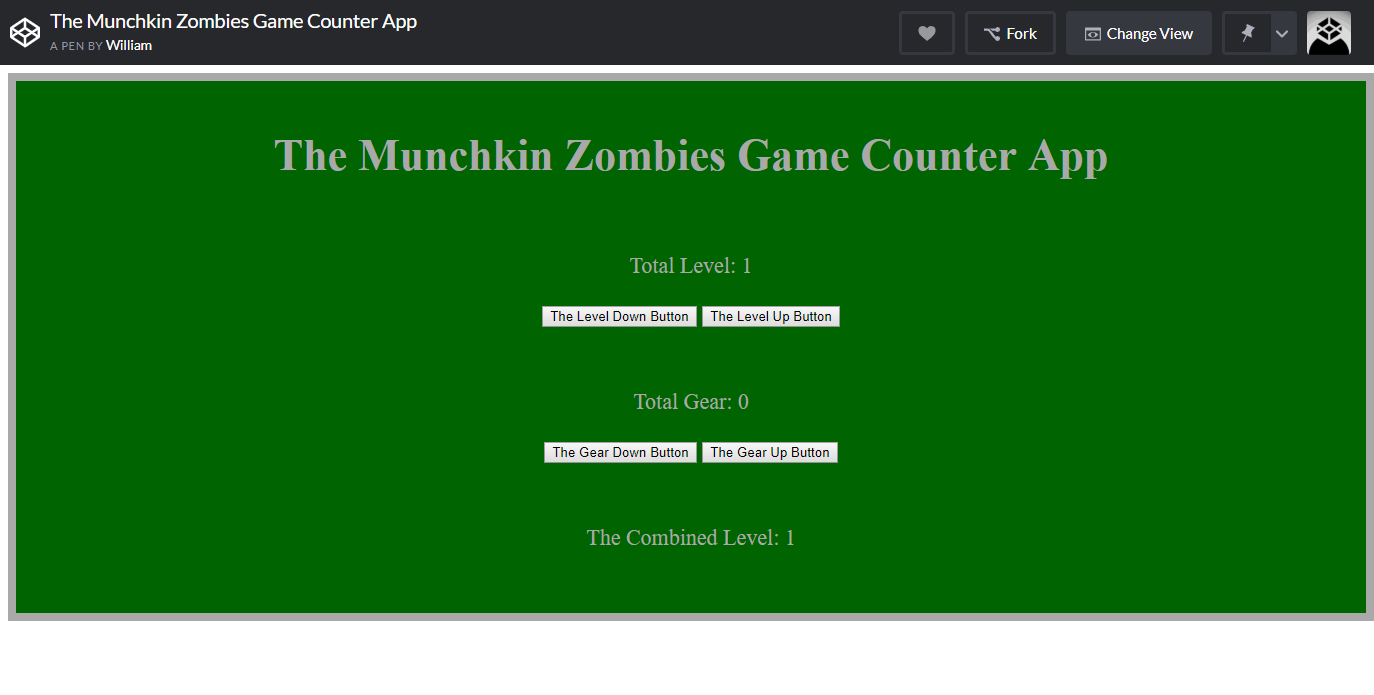 The Munchkin Zombies Game Counter App
A PEN BY William
Fork
Change View
The Munchkin Zombies Game Counter App
Total Level: 1
The Level Down Button The Level Up Button
Total Gear: 0
The Gear Down Button The Gear Up Button
The Combined Level: 1